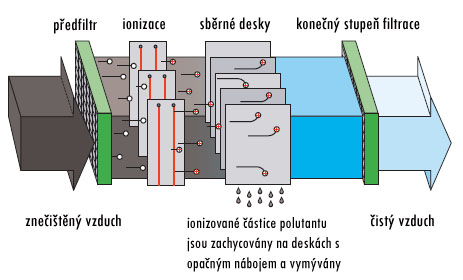 předfiltr
ionizace
sběrné desky
konečný stupeň filtrace
znečištěný vzduch
ionizované částice polutantu
jsou zachycovány na deskách s
opačným nábojem a vymývány
čistý vzduch